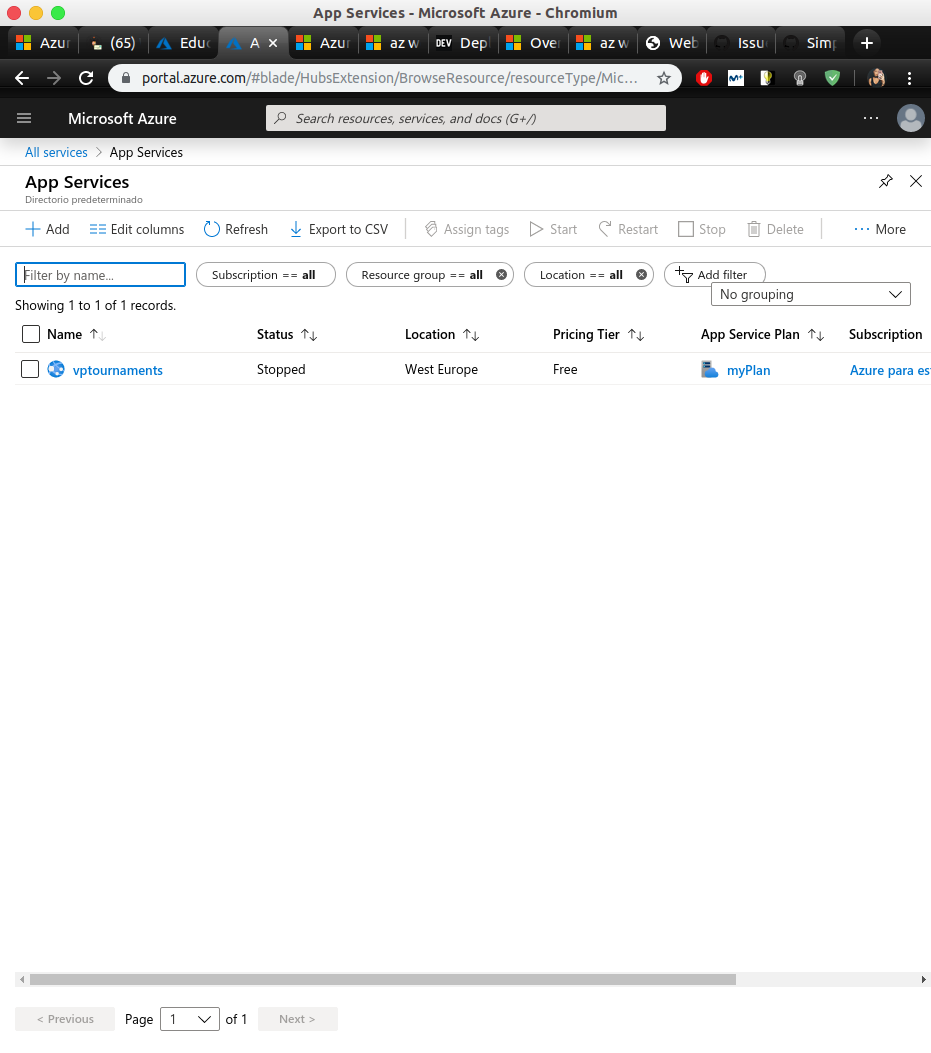 App Services - Microsoft Azure - Chromium
Azur (65) Educ A Azur az w DEV Depl Over az w Web Issu Simp
portal.azure.com/#blade/HubsExtension/BrowseResource/resourceType/Mic...
Microsoft Azure Search resources, services, and docs (G+/) ...
All services > App Services
App Services
Directorio predeterminado
Add Edit columns Refresh Export to CSV Assign tags Start Restart Stop Delete ... More
Filter by name... Subscription == all Resource group == all Location == all Add filter
No grouping
Showing 1 to 1 of 1 records.
Name Status Location Pricing Tier App Service Plan Subscription
vptournaments Stopped West Europe Free myPlan Azure para es
< Previous Page 1 of 1 Next >